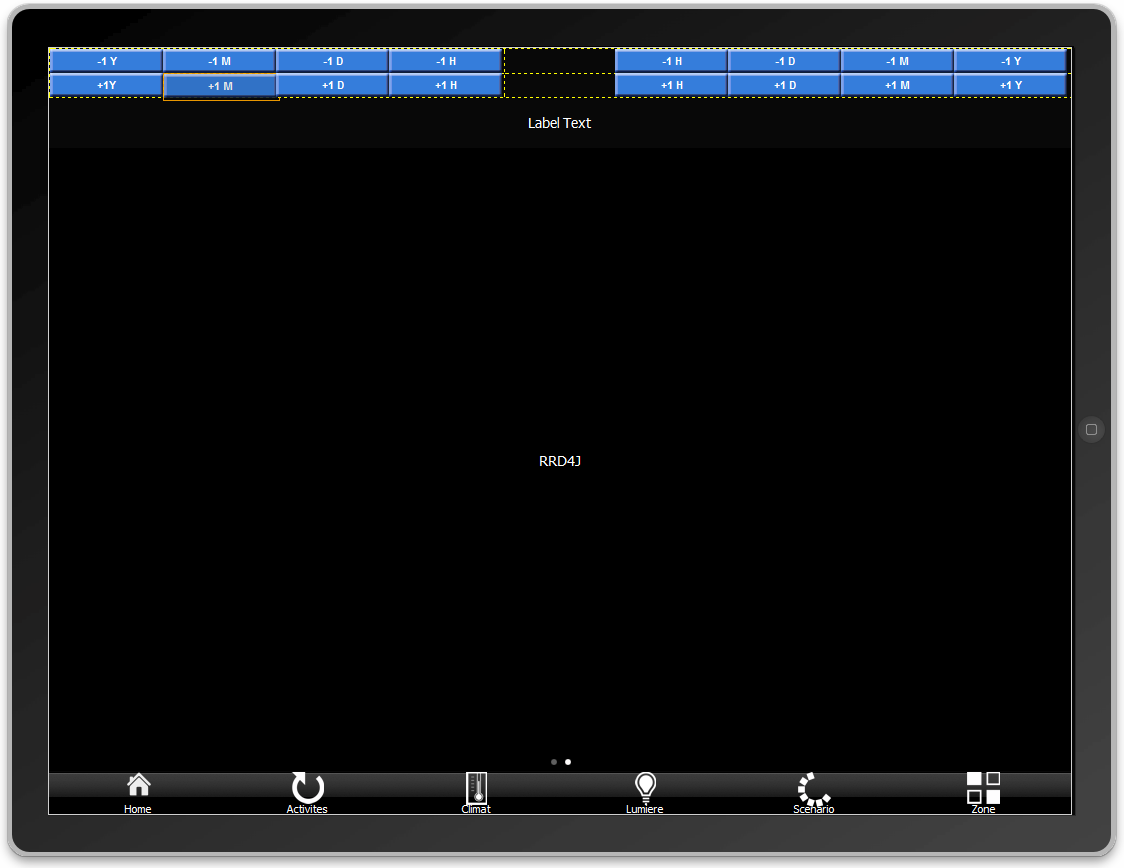 -1 Y -1 M -1 D -1 H -1 H -1 D -1 M -1 Y
+1Y +1 M +1 D +1 H +1 H +1 D +1 M +1 Y
Label Text
RRD4J
Home Activites Climat Lumiere Scenario Zone